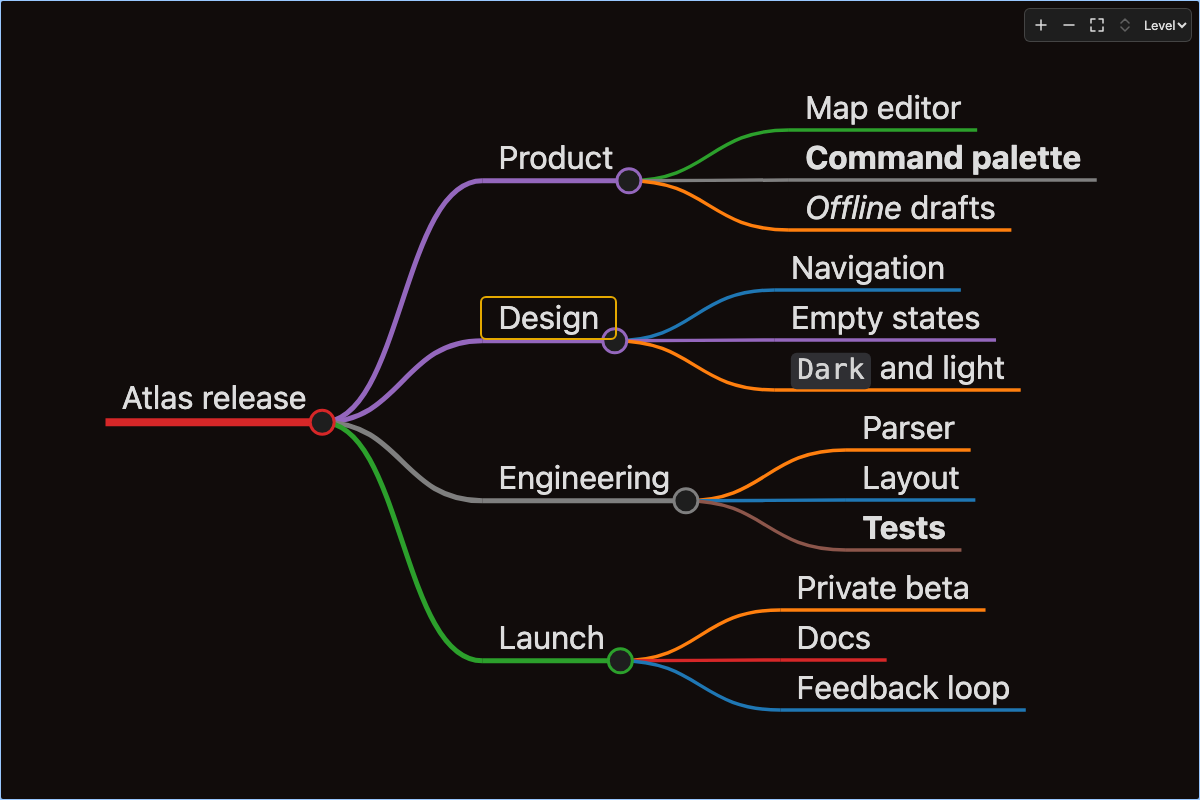 Level
Map editor
Product
Command palette
Offline drafts
Navigation
Design
Empty states
Dark and light
Atlas release
Parser
Engineering
Layout
Tests
Private beta
Launch
Docs
Feedback loop